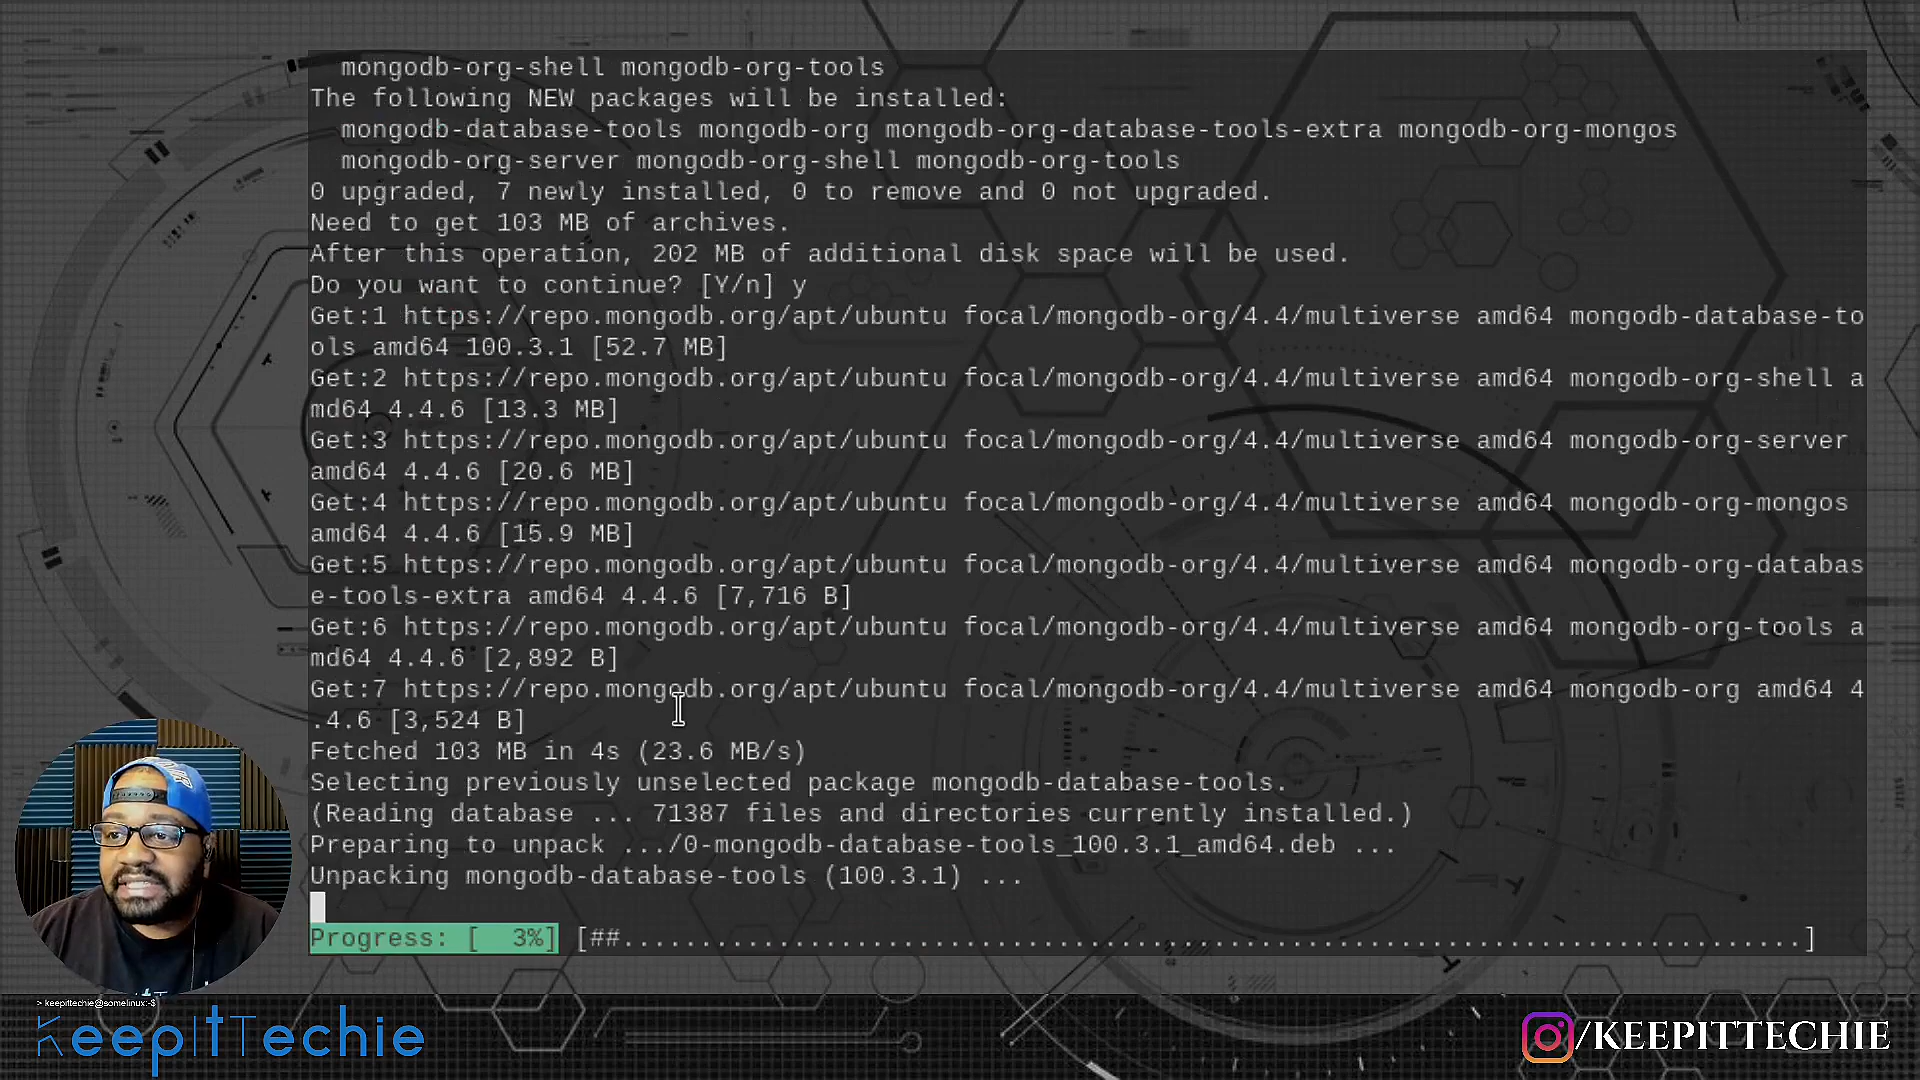 mongodb-org-shell mongodb-org-tools
The following NEW packages will be installed:
mongodb-database-tools mongodb-org mongodb-org-database-tools-extra mongodb-org-mongos
mongodb-org-server mongodb-org-shell mongodb-org-tools
0 upgraded, 7 newly installed, 0 to remove and 0 not upgraded.
Need to get 103 MB of archives.
After this operation, 202 MB of additional disk space will be used.
Do you want to continue? [Y/n] y
Get:1 https://repo.mongodb.org/apt/ubuntu focal/mongodb-org/4.4/multiverse amd64 mongodb-database-to
ols amd64 100.3.1 [52.7 MB]
Get:2 https://repo.mongodb.org/apt/ubuntu focal/mongodb-org/4.4/multiverse amd64 mongodb-org-shell a
md64 4.4.6 [13.3 MB]
Get:3 https://repo.mongodb.org/apt/ubuntu focal/mongodb-org/4.4/multiverse amd64 mongodb-org-server
amd64 4.4.6 [20.6 MB]
Get:4 https://repo.mongodb.org/apt/ubuntu focal/mongodb-org/4.4/multiverse amd64 mongodb-org-mongos
amd64 4.4.6 [15.9 MB]
Get:5 https://repo.mongodb.org/apt/ubuntu focal/mongodb-org/4.4/multiverse amd64 mongodb-org-databas
e-tools-extra amd64 4.4.6 [7,716 B]
Get:6 https://repo.mongodb.org/apt/ubuntu focal/mongodb-org/4.4/multiverse amd64 mongodb-org-tools a
md64 4.4.6 [2,892 B]
Get:7 https://repo.mongodb.org/apt/ubuntu focal/mongodb-org/4.4/multiverse amd64 mongodb-org amd64 4
.4.6 [3,524 B]
Fetched 103 MB in 4s (23.6 MB/s)
Selecting previously unselected package mongodb-database-tools.
(Reading database ... 71387 files and directories currently installed.)
Preparing to unpack .../0-mongodb-database-tools_100.3.1_amd64.deb ...
Unpacking mongodb-database-tools (100.3.1) ...
Progress: [  3%] [##.............................................................................]
> keepittechie@somelinux:-$
KeepItTechie
/KEEPITTECHIE